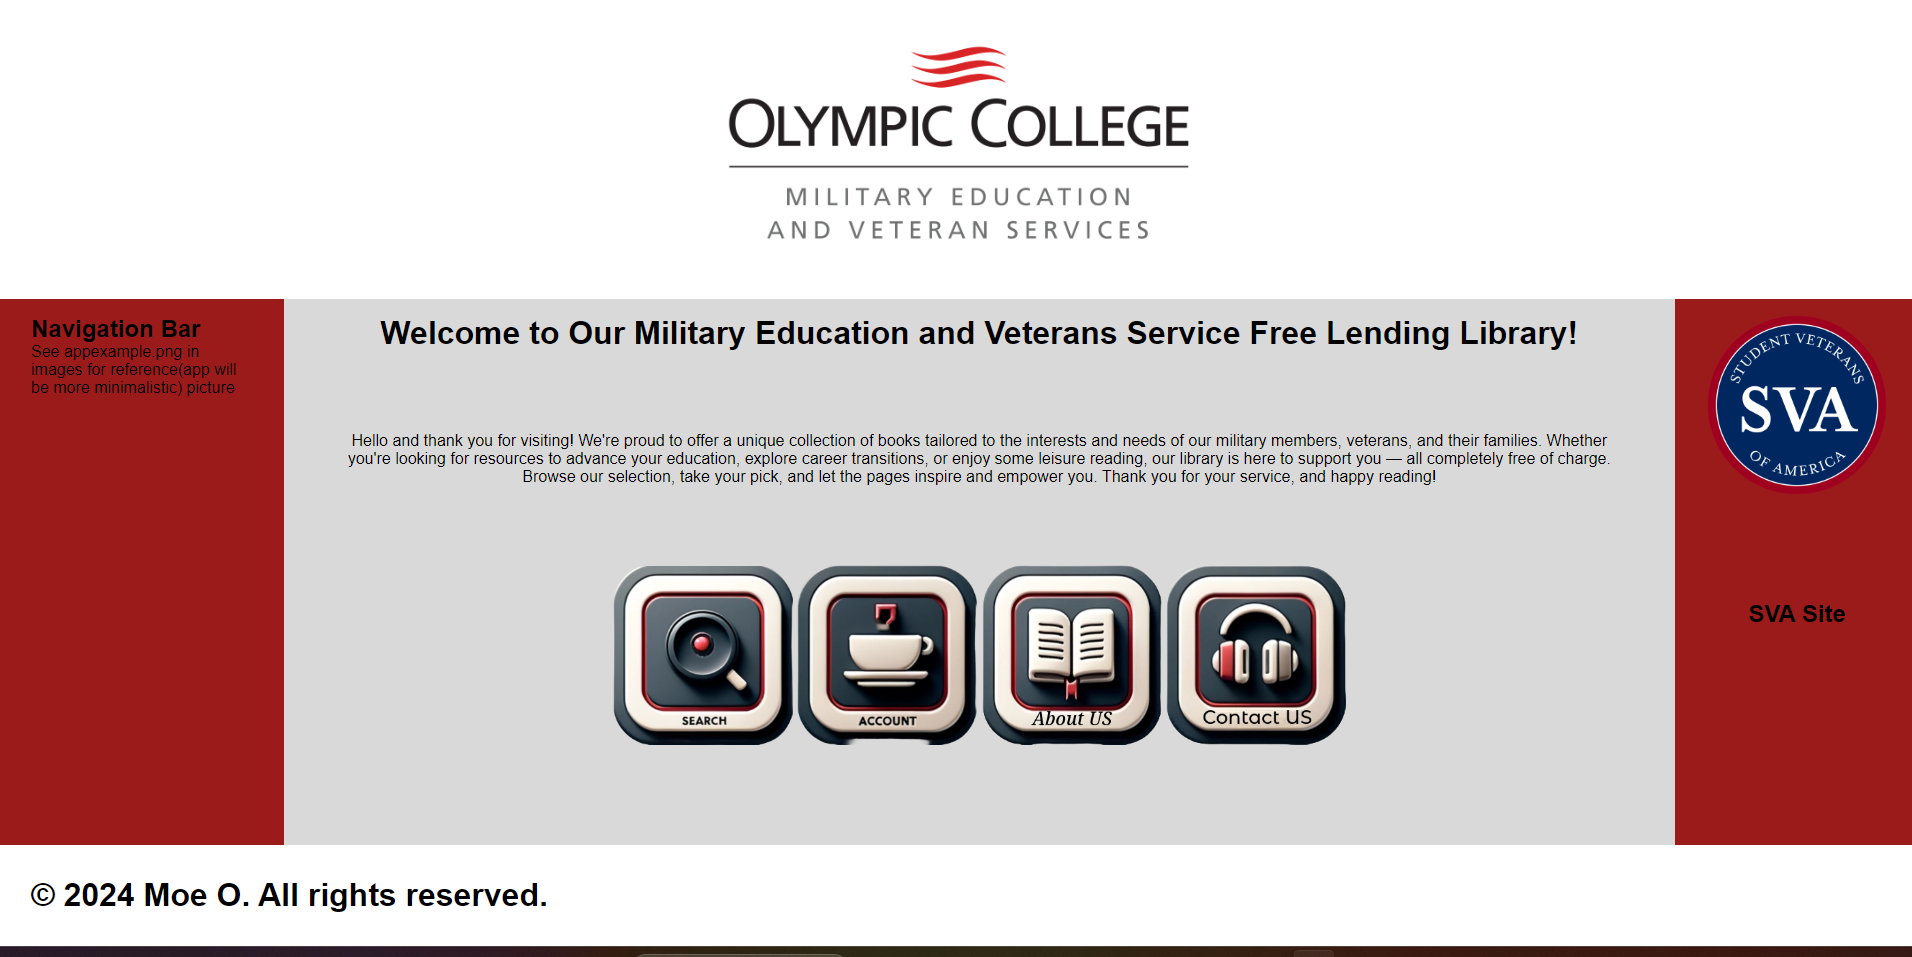 OLYMPIC COLLEGE
MILITARY EDUCATION
AND VETERAN SERVICES
Navigation Bar
See appexample.png in
images for reference(app will
be more minimalistic) picture
Welcome to Our Military Education and Veterans Service Free Lending Library!
Hello and thank you for visiting! We're proud to offer a unique collection of books tailored to the interests and needs of our military members, veterans, and their families. Whether
you're looking for resources to advance your education, explore career transitions, or enjoy some leisure reading, our library is here to support you — all completely free of charge.
Browse our selection, take your pick, and let the pages inspire and empower you. Thank you for your service, and happy reading!
SEARCH
ACCOUNT
About US
Contact US
STUDENT VETERANS
SVA
OF AMERICA
SVA Site
© 2024 Moe O. All rights reserved.